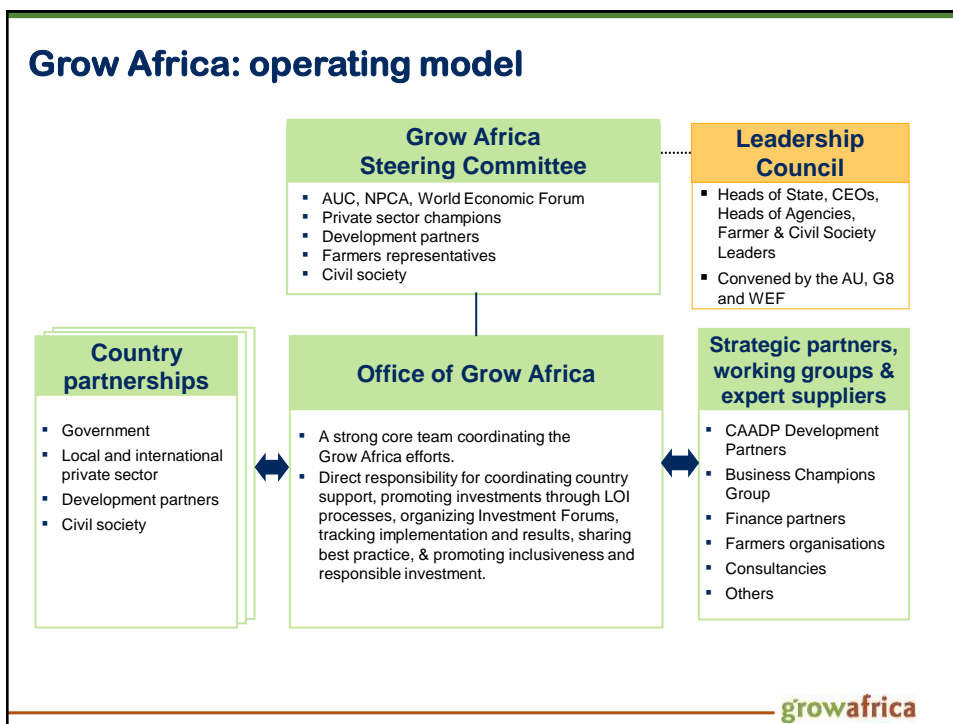 Grow Africa: operating model
Grow Africa
Steering Committee
▪ AUC, NPCA, World Economic Forum
▪ Private sector champions
▪ Development partners
▪ Farmers representatives
▪ Civil society
Leadership
Council
▪ Heads of State, CEOs,
Heads of Agencies,
Farmer & Civil Society
Leaders
▪ Convened by the AU, G8
and WEF
Country
partnerships
▪ Government
▪ Local and international
private sector
▪ Development partners
▪ Civil society
Office of Grow Africa
▪ A strong core team coordinating the
Grow Africa efforts.
▪ Direct responsibility for coordinating country
support, promoting investments through LOI
processes, organizing Investment Forums,
tracking implementation and results, sharing
best practice, & promoting inclusiveness and
responsible investment.
Strategic partners,
working groups &
expert suppliers
▪ CAADP Development
Partners
▪ Business Champions
Group
▪ Finance partners
▪ Farmers organisations
▪ Consultancies
▪ Others
growafrica